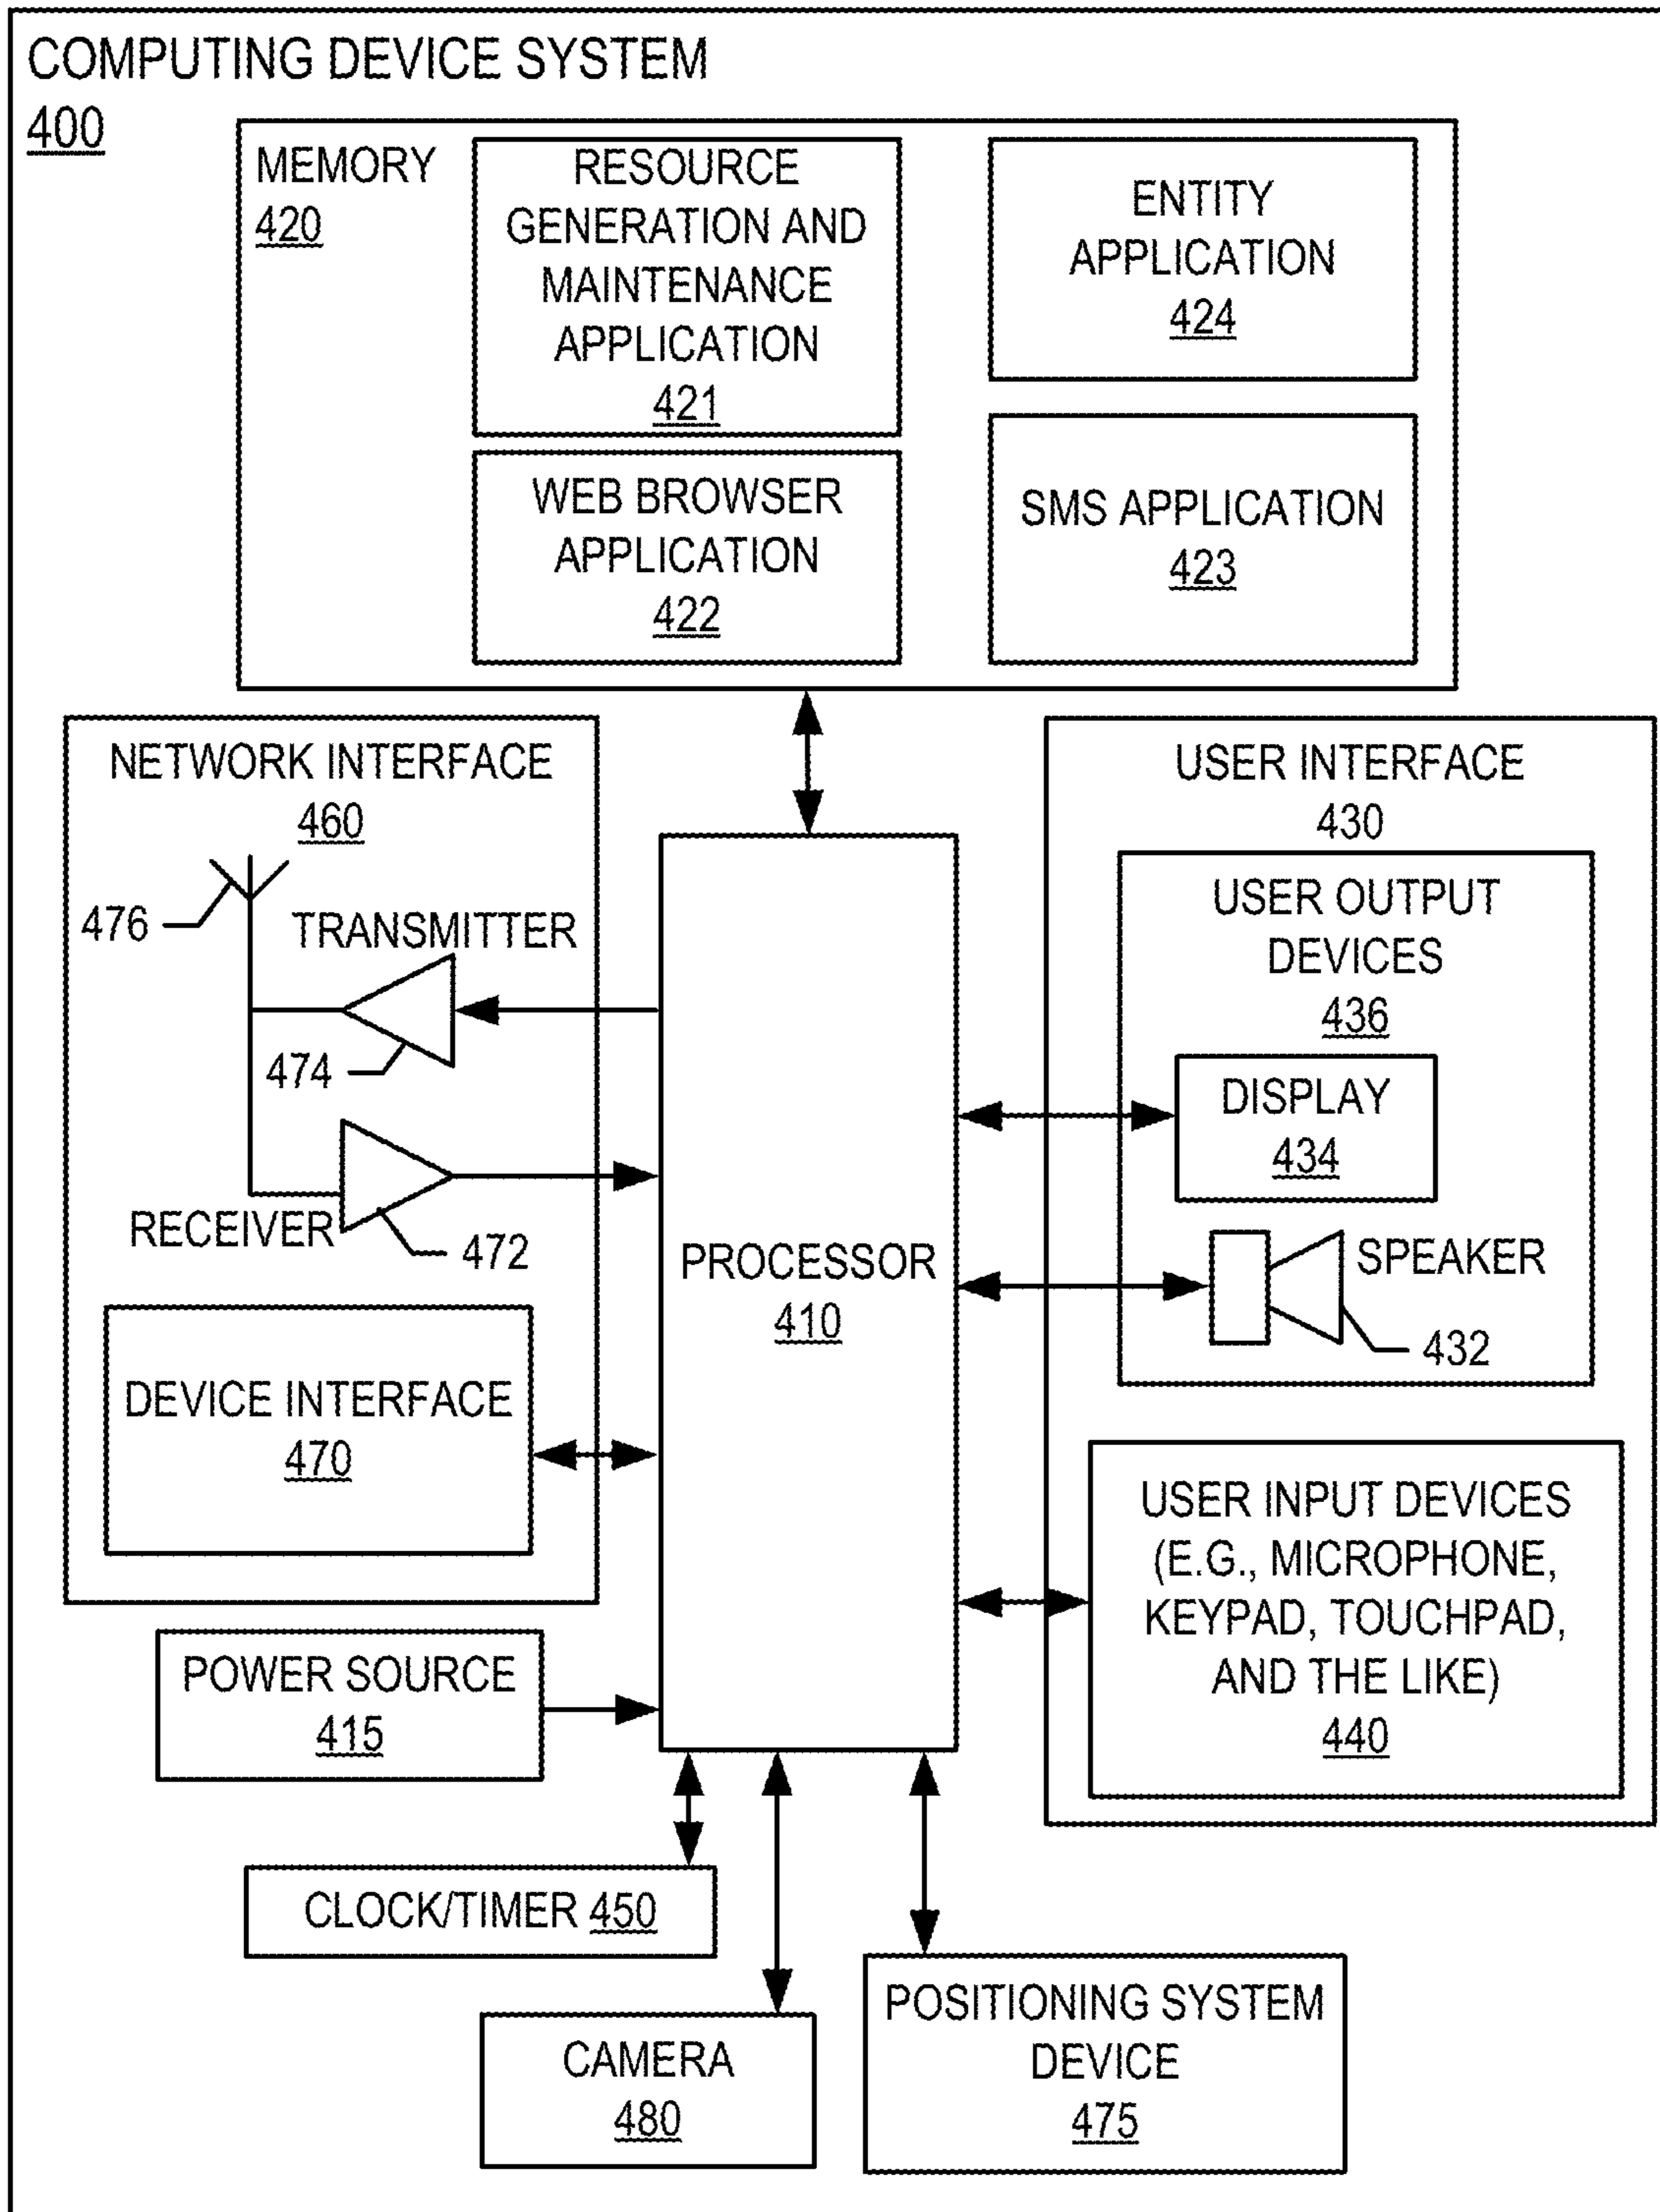 COMPUTING DEVICE SYSTEM
400
MEMORY
420
RESOURCE
GENERATION AND
MAINTENANCE
APPLICATION
421
ENTITY
APPLICATION
424
WEB BROWSER
APPLICATION
422
SMS APPLICATION
423
NETWORK INTERFACE
460
476
TRANSMITTER
474
RECEIVER
472
DEVICE INTERFACE
470
PROCESSOR
410
USER INTERFACE
430
USER OUTPUT
DEVICES
436
DISPLAY
434
SPEAKER
432
USER INPUT DEVICES
(E.G., MICROPHONE,
KEYPAD, TOUCHPAD,
AND THE LIKE)
440
POWER SOURCE
415
CLOCK/TIMER 450
CAMERA
480
POSITIONING SYSTEM
DEVICE
475